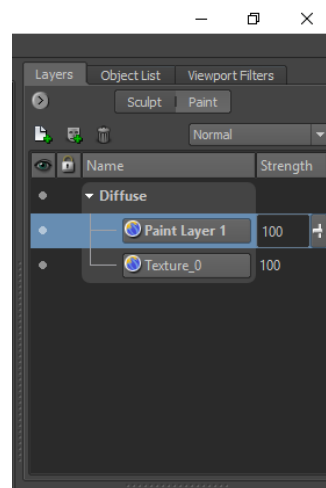 Layers Object List Viewport Filters
Sculpt Paint
Normal
Name Strength
Diffuse
Paint Layer 1 100
Texture_0 100